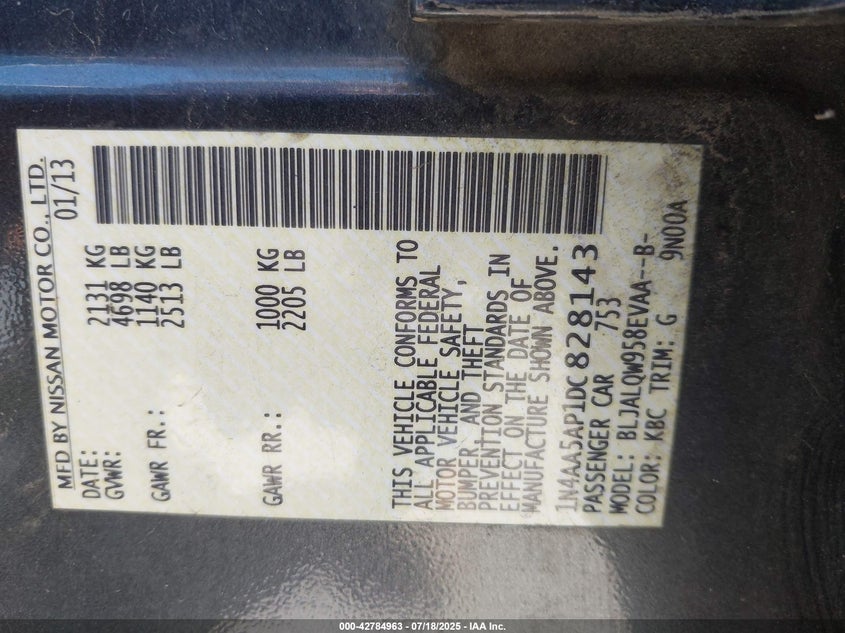 MFD BY NISSAN MOTOR CO., LTD.
DATE: 01/13
GVWR: 2131 KG
4698 LB
GAWR FR.: 1140 KG
2513 LB
GAWR RR.: 1000 KG
2205 LB
THIS VEHICLE CONFORMS TO
ALL APPLICABLE FEDERAL
MOTOR VEHICLE SAFETY,
BUMPER, AND THEFT
PREVENTION STANDARDS IN
EFFECT ON THE DATE OF
MANUFACTURE SHOWN ABOVE.
1N4AA5AP1DC828143
PASSENGER CAR 753
MODEL: BLJALQW958EVAA--B-
COLOR: KBC TRIM: G 9N00A
000-42784963 - 07/18/2025 - IAA Inc.